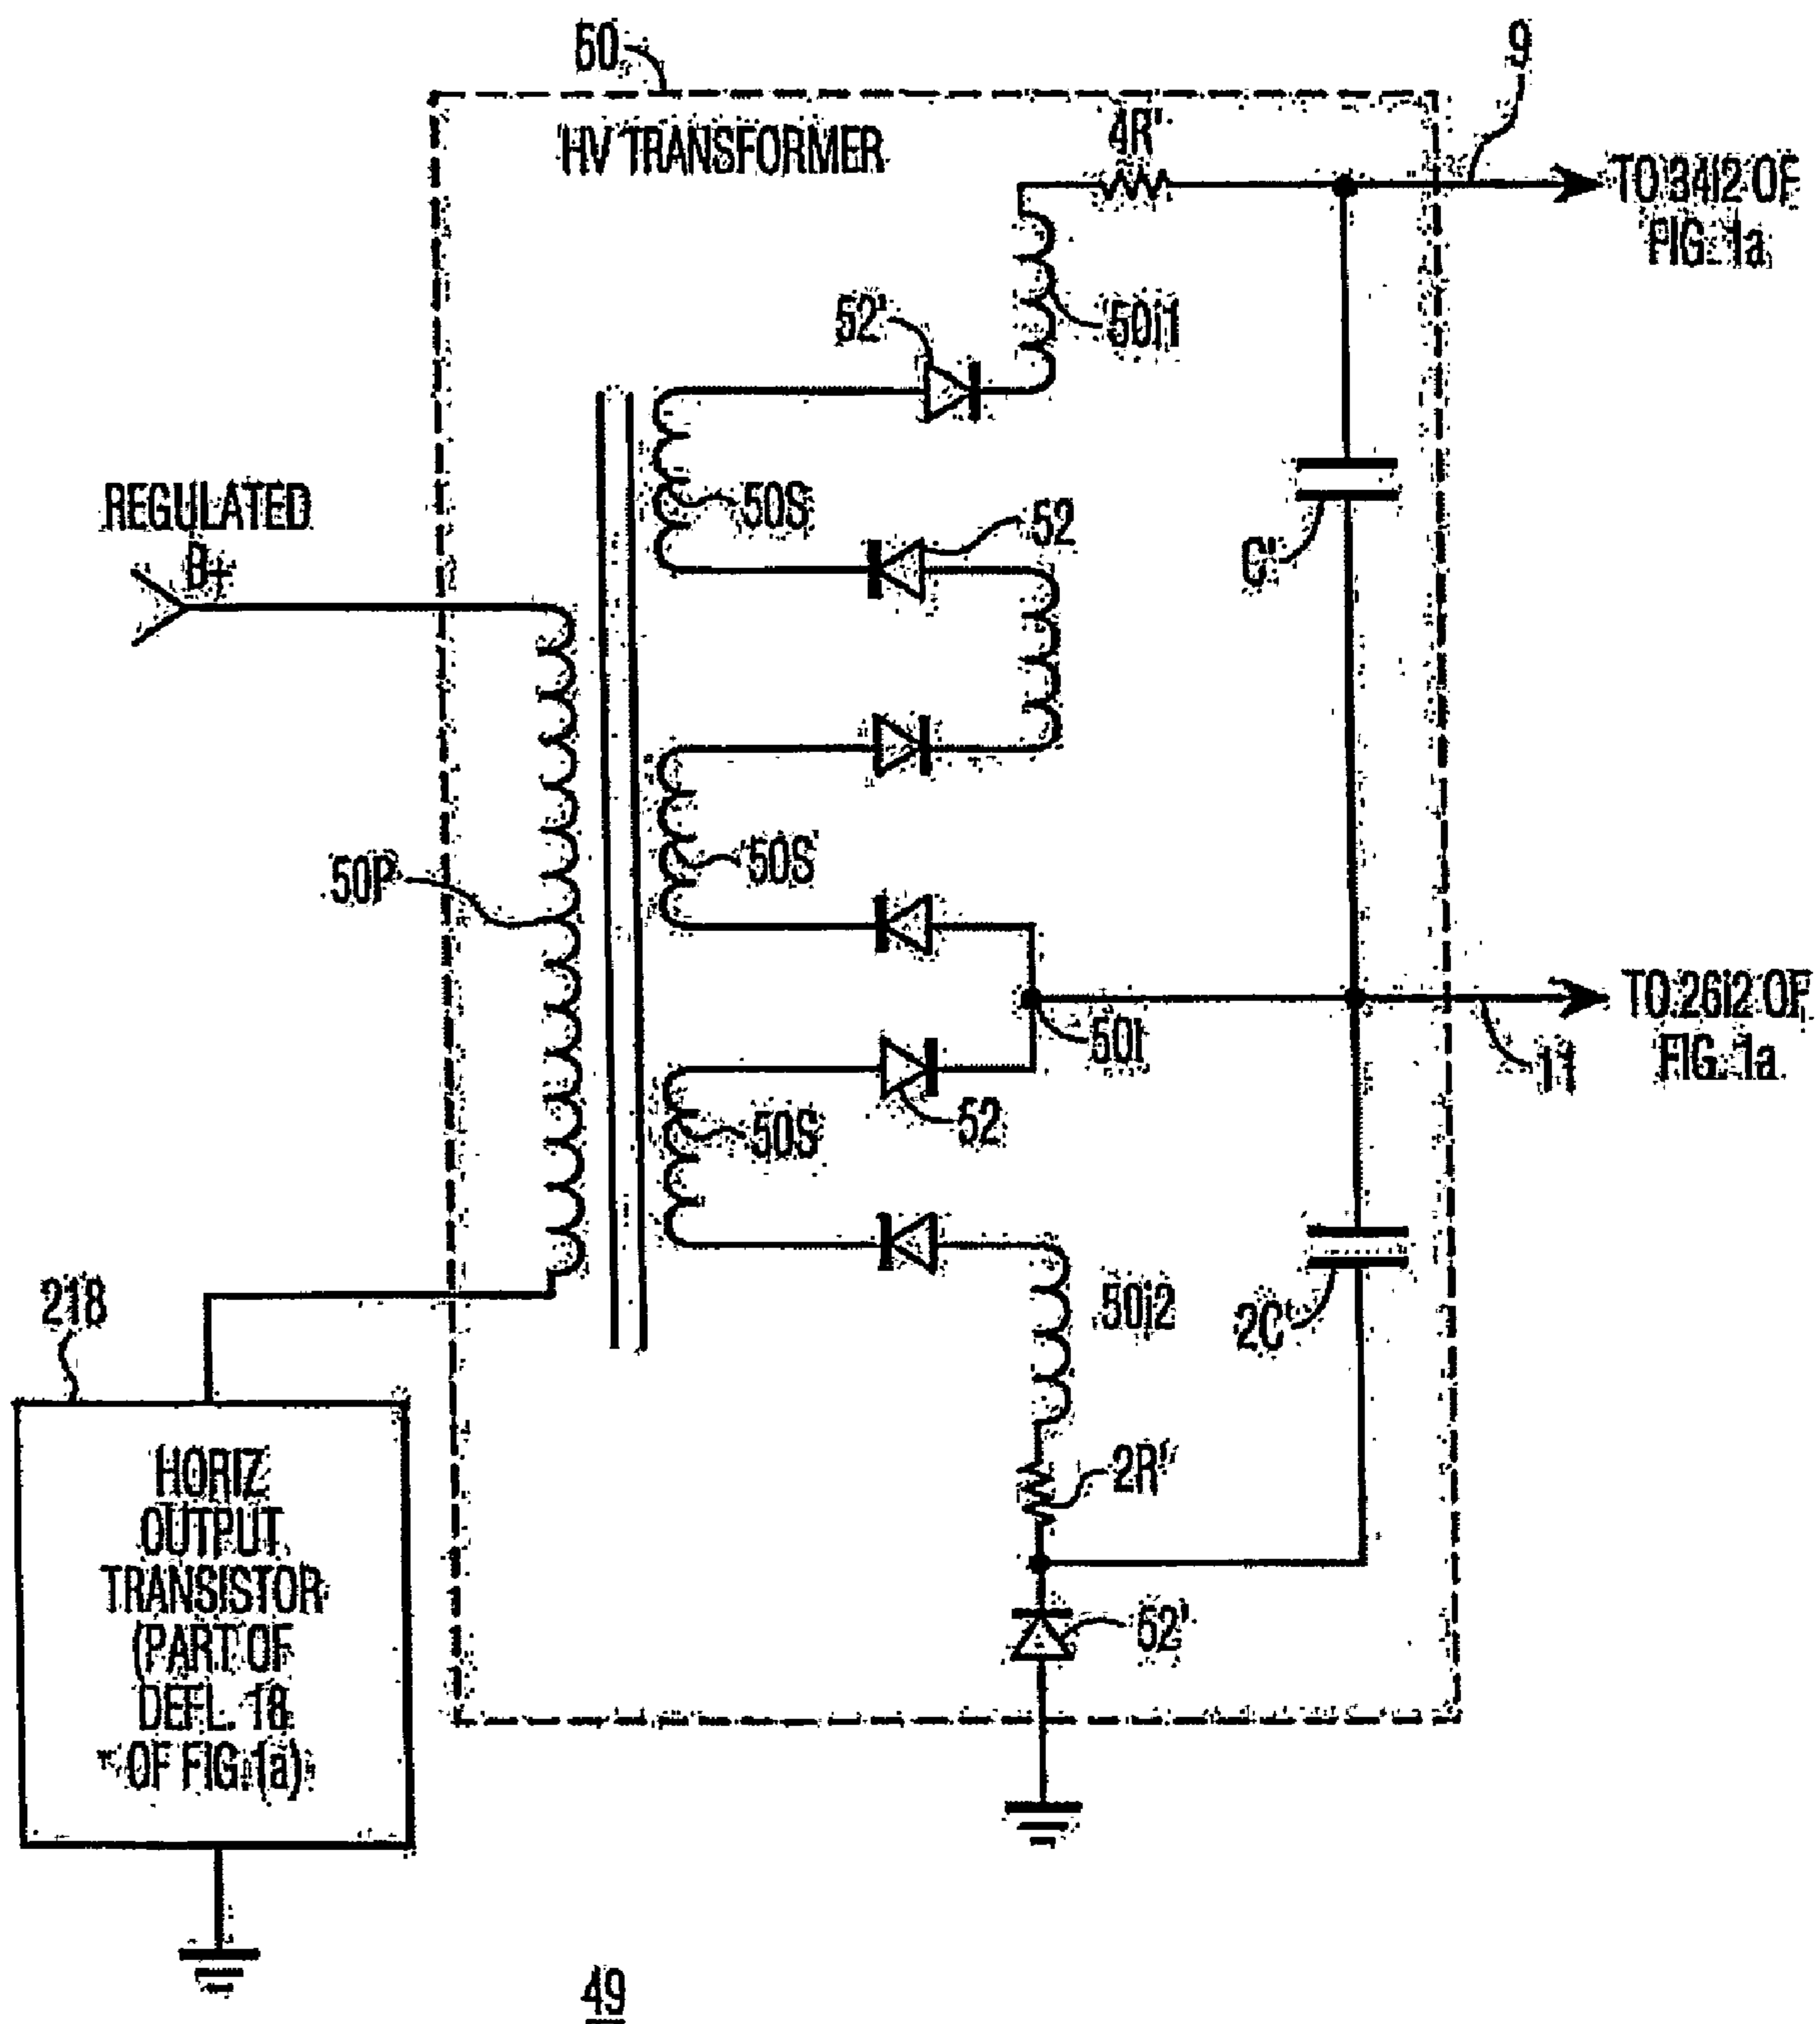 50
9
HV TRANSFORMER
4R'
TO 34i2 OF
FIG. 1a
52'
50i1
REGULATED
B+
50S
52
C'
50P
50S
50i
TO 26i2 OF
FIG. 1a
11
50S
52
218
50i2
2C'
HORIZ
OUTPUT
TRANSISTOR
(PART OF
DEFL. 18
OF FIG. 1a)
2R'
52'
49